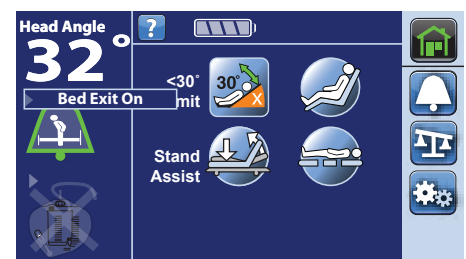 Head Angle
32°
?
Bed Exit On
<30°
mit
30°
X
Stand
Assist